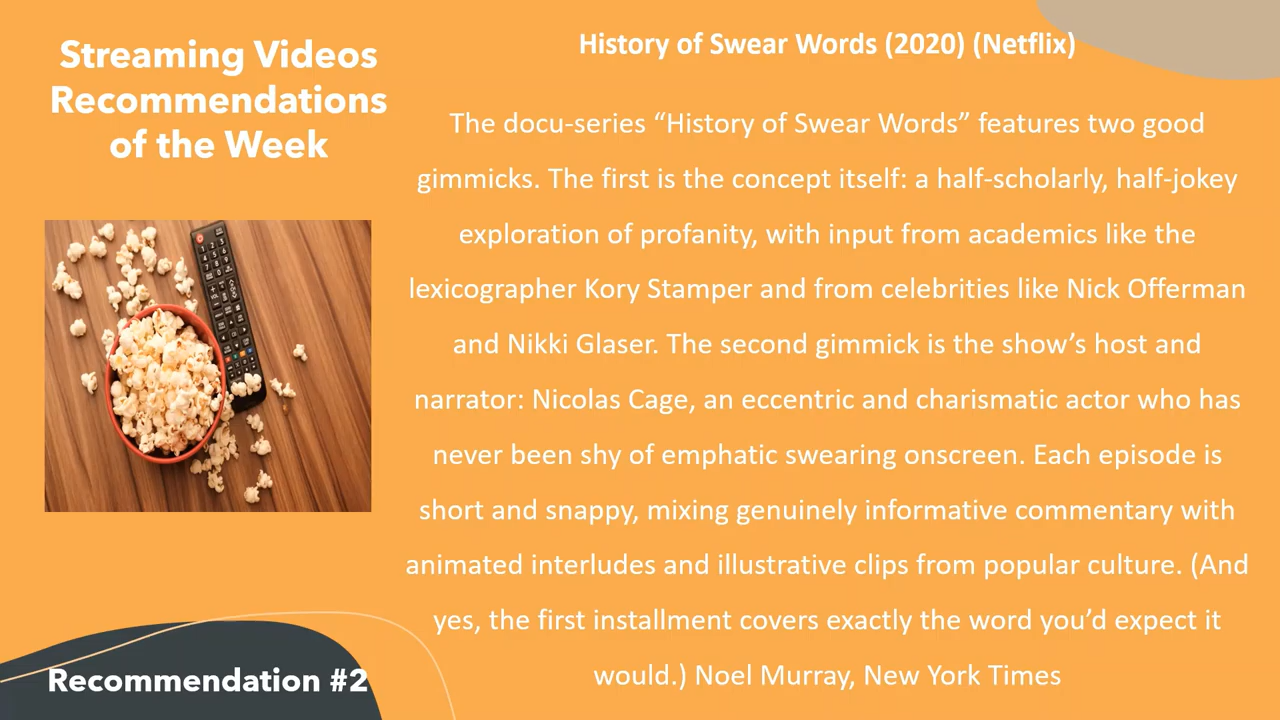 Streaming Videos
Recommendations
of the Week
History of Swear Words (2020) (Netflix)
The docu-series “History of Swear Words” features two good
gimmicks. The first is the concept itself: a half-scholarly, half-jokey
exploration of profanity, with input from academics like the
lexicographer Kory Stamper and from celebrities like Nick Offerman
and Nikki Glaser. The second gimmick is the show’s host and
narrator: Nicolas Cage, an eccentric and charismatic actor who has
never been shy of emphatic swearing onscreen. Each episode is
short and snappy, mixing genuinely informative commentary with
animated interludes and illustrative clips from popular culture. (And
yes, the first installment covers exactly the word you’d expect it
would.) Noel Murray, New York Times
Recommendation #2